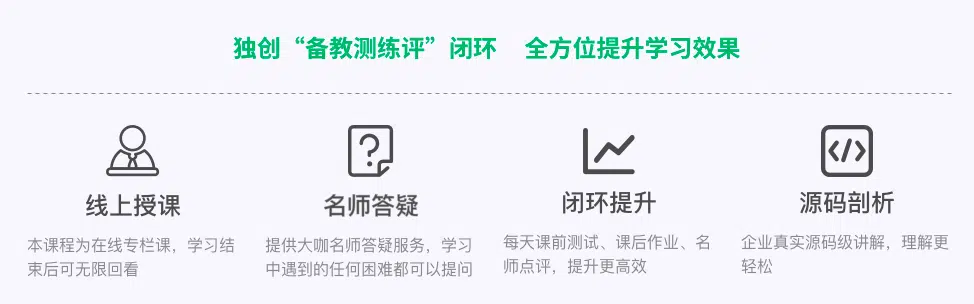 独创“备教测练评”闭环 全方位提升学习效果
线上授课
本课程为在线专栏课，学习结
束后可无限回看
名师答疑
提供大咖名师答疑服务，学习
中遇到的任何困难都可以提问
闭环提升
每天课前测试、课后作业、名
师点评，提升更高效
源码剖析
企业真实源码级讲解，理解更
轻松